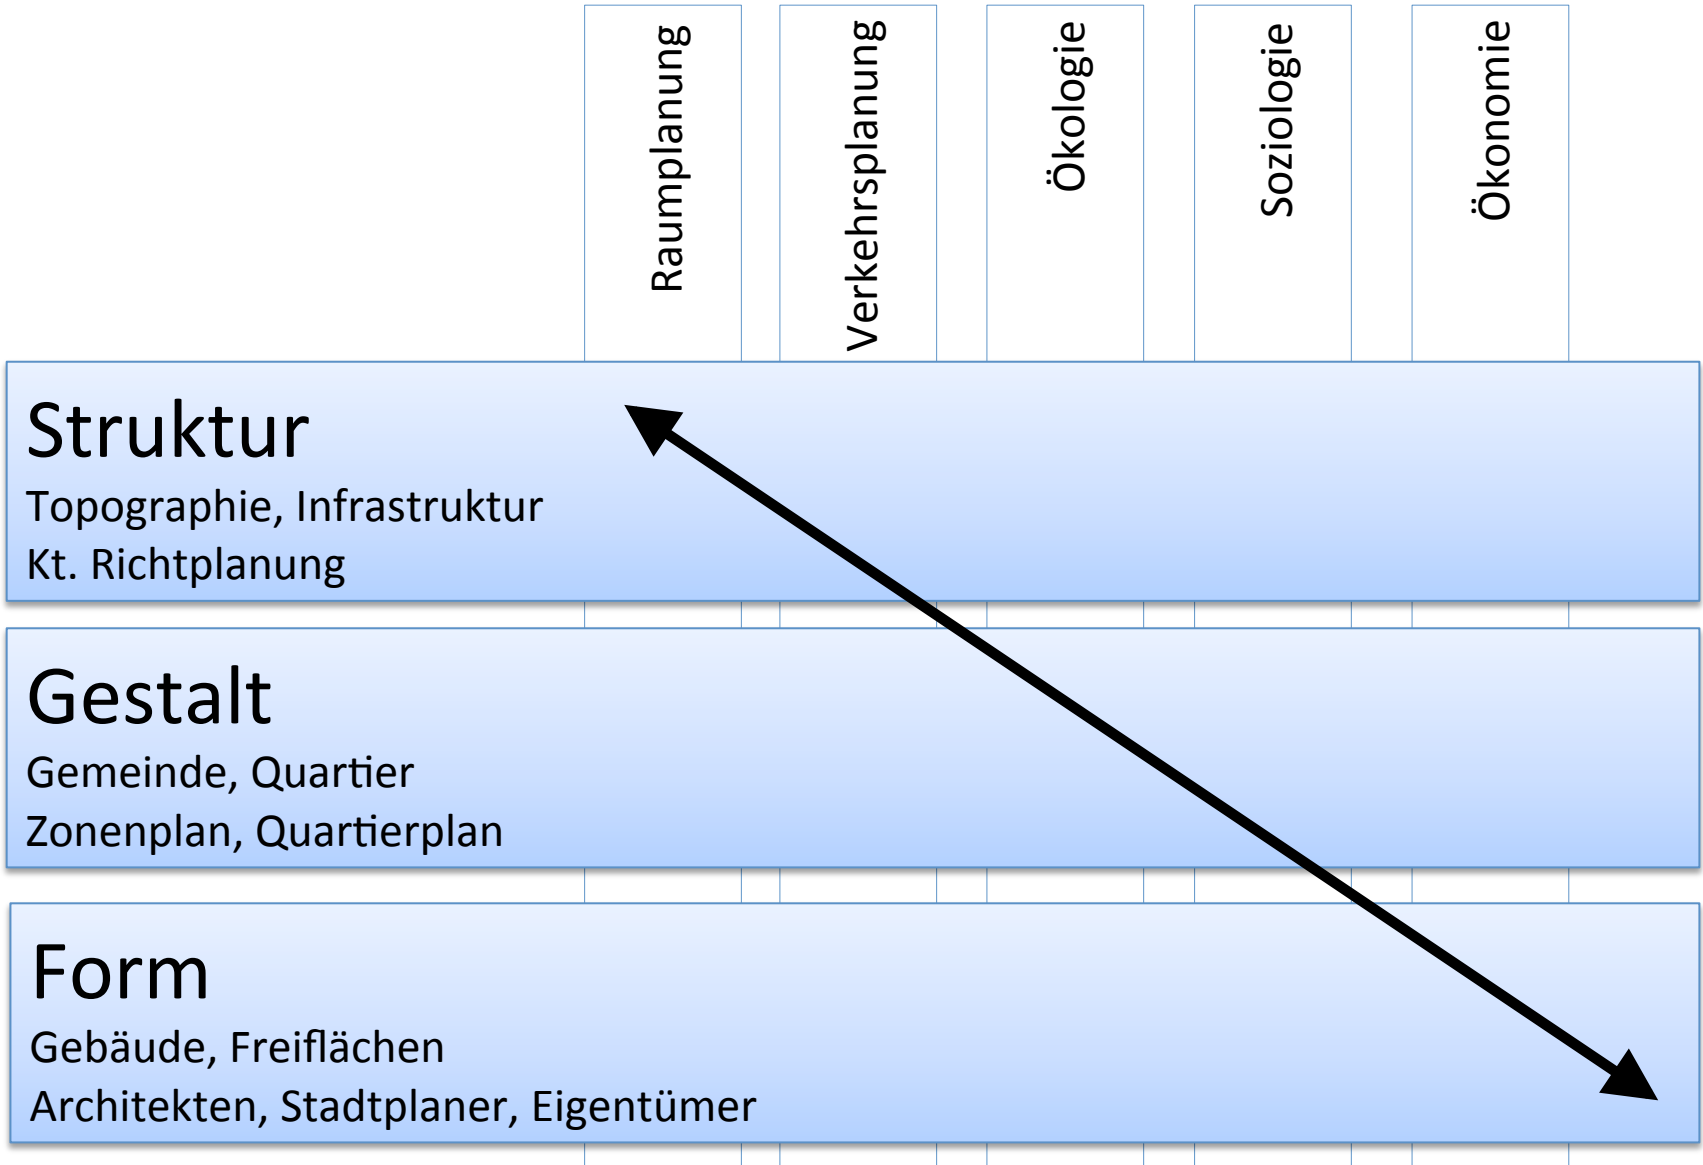 Raumplanung
Verkehrsplanung
Ökologie
Soziologie
Ökonomie
Struktur
Topographie, Infrastruktur
Kt. Richtplanung
Gestalt
Gemeinde, Quartier
Zonenplan, Quartierplan
Form
Gebäude, Freiflächen
Architekten, Stadtplaner, Eigentümer